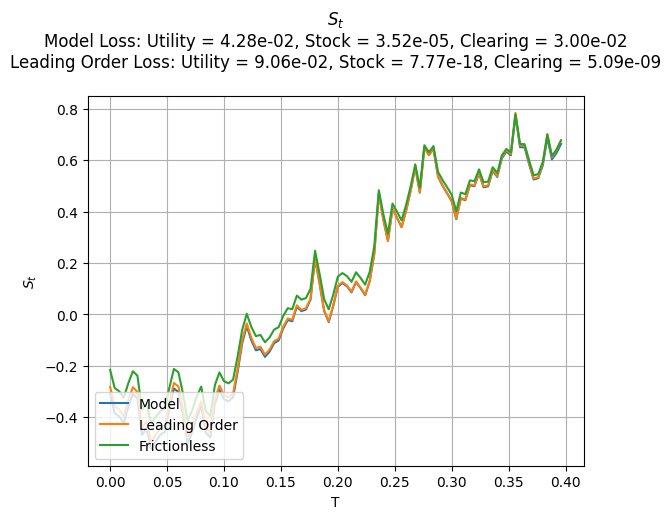 S_t
Model Loss: Utility = 4.28e-02, Stock = 3.52e-05, Clearing = 3.00e-02
Leading Order Loss: Utility = 9.06e-02, Stock = 7.77e-18, Clearing = 5.09e-09
0.8
0.6
0.4
0.2
0.0
−0.2
−0.4
S_t
Model
Leading Order
Frictionless
0.00 0.05 0.10 0.15 0.20 0.25 0.30 0.35 0.40
T